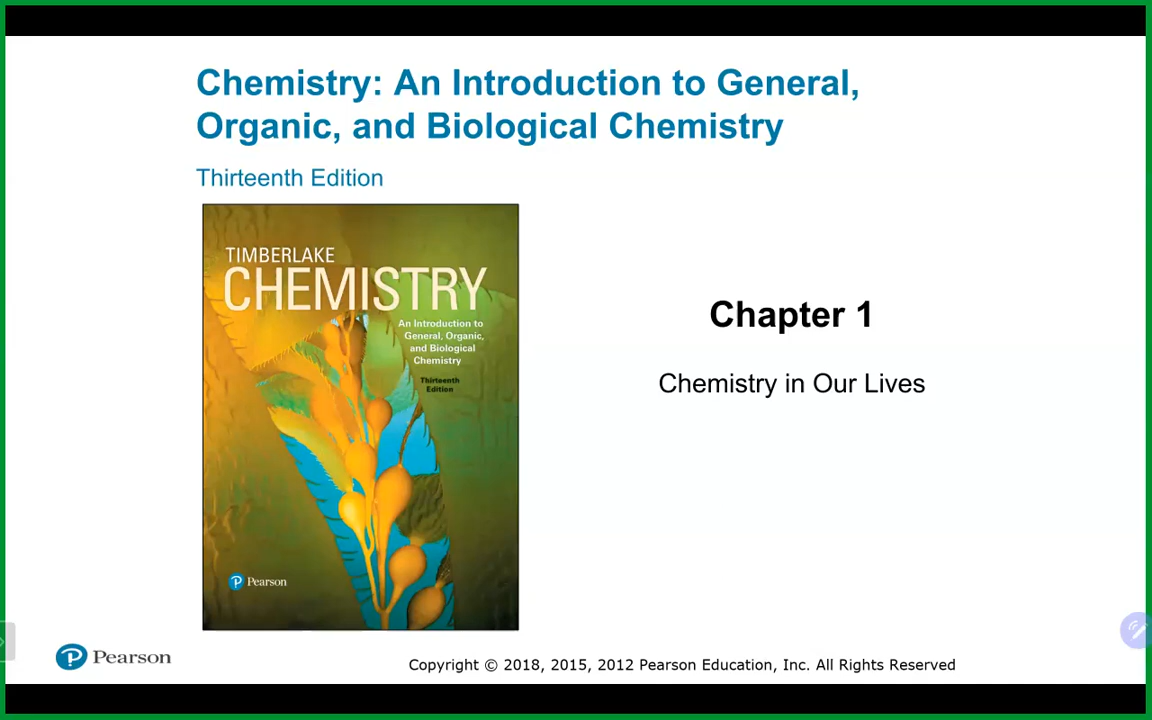 Chemistry: An Introduction to General,
Organic, and Biological Chemistry
Thirteenth Edition
TIMBERLAKE
CHEMISTRY
An Introduction to
General, Organic,
and Biological
Chemistry
Thirteenth
Edition
Pearson
Chapter 1
Chemistry in Our Lives
Pearson
Copyright © 2018, 2015, 2012 Pearson Education, Inc. All Rights Reserved